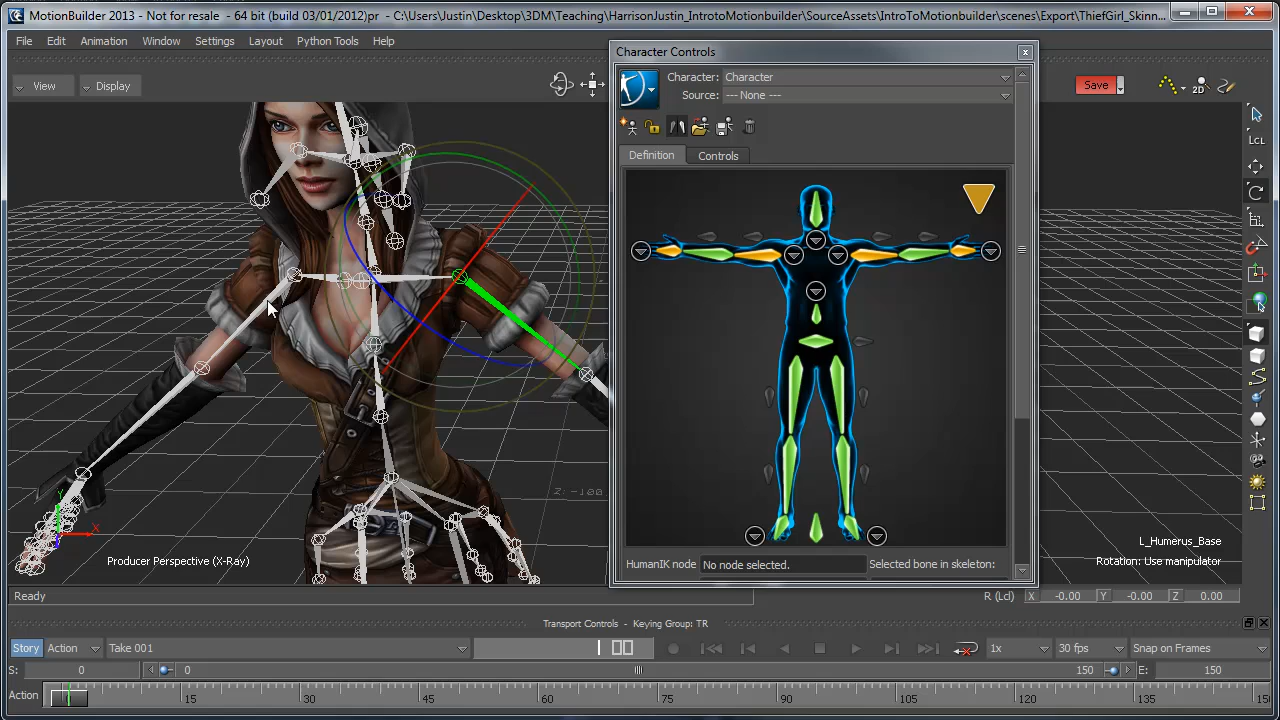 MotionBuilder 2013 - Not for resale - 64 bit (build 03/01/2012)pr - C:\Users\Justin\Desktop\3DM\Teaching\HarrisonJustin_IntrotoMotionbuilder\SourceAssets\IntroToMotionbuilder\scenes\Export\ThiefGirl_Skinn...
File Edit Animation Window Settings Layout Python Tools Help
Character Controls
View Display
Character: Character
Source: --- None ---
Save
2D
LCL
Definition Controls
Z: -100
Y
X
Producer Perspective (X-Ray)
L_Humerus_Base
Rotation: Use manipulator
HumanIK node No node selected. Selected bone in skeleton:
Ready
R (Lcl) X -0.00 Y -0.00 Z 0.00
Transport Controls - Keying Group: TR
Story Action Take 001 1x 30 fps Snap on Frames
S: 0 0 150 E: 150
Action 15 30 45 60 75 90 105 120 135 15